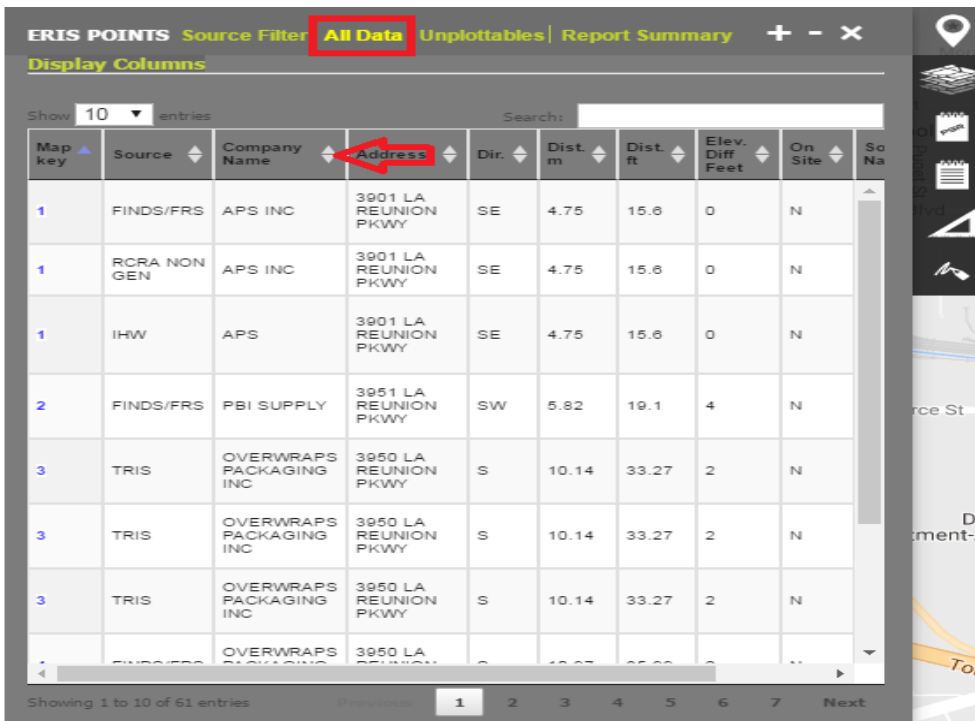 ERIS POINTS Source Filter All Data Unplottables| Report Summary + - ×
Display Columns
Show 10 entries Search:
Map key Source Company Name Address Dir. Dist. m Dist. ft Elev. Diff Feet On Site So Na
1 FINDS/FRS APS INC 3901 LA REUNION PKWY SE 4.75 15.6 0 N
1 RCRA NON GEN APS INC 3901 LA REUNION PKWY SE 4.75 15.6 0 N
1 IHW APS 3901 LA REUNION PKWY SE 4.75 15.6 0 N
2 FINDS/FRS PBI SUPPLY 3951 LA REUNION PKWY SW 5.82 19.1 4 N
3 TRIS OVERWRAPS PACKAGING INC 3950 LA REUNION PKWY S 10.14 33.27 2 N
3 TRIS OVERWRAPS PACKAGING INC 3950 LA REUNION PKWY S 10.14 33.27 2 N
3 TRIS OVERWRAPS PACKAGING INC 3950 LA REUNION PKWY S 10.14 33.27 2 N
OVERWRAPS 3950 LA
Showing 1 to 10 of 61 entries Previous 1 2 3 4 5 6 7 Next
PSR
lvd
rce St
D
tment-
To